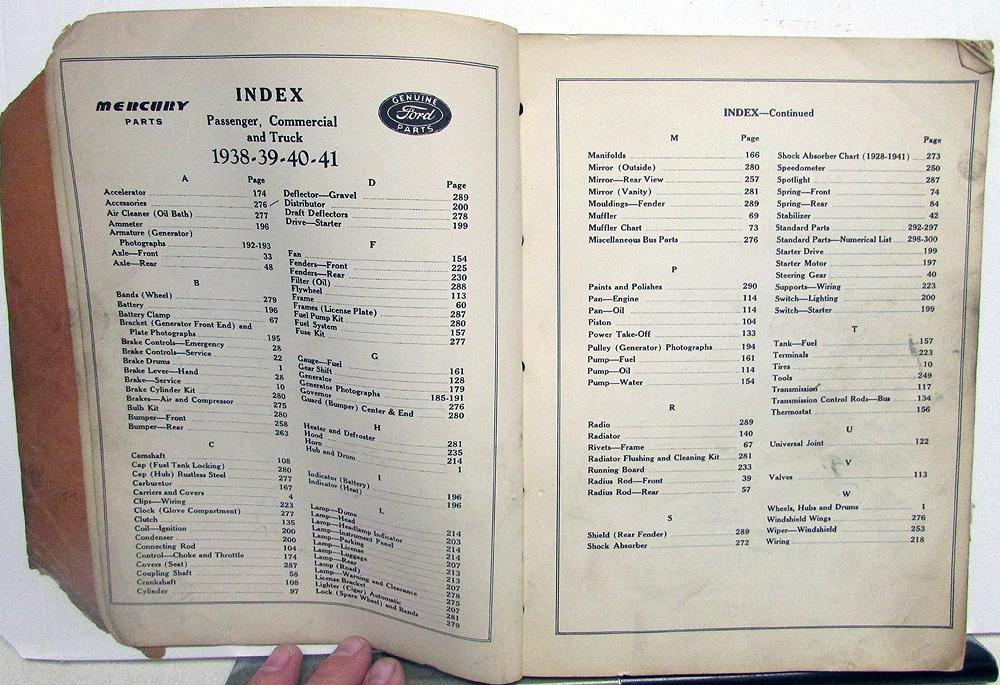 MERCURY
PARTS
INDEX
Passenger, Commercial
and Truck
1938-39-40-41
GENUINE
Ford
PARTS
A Page
Accelerator 174
Accessories 276
Air Cleaner (Oil Bath) 277
Ammeter 196
Armature (Generator)
Photographs 192-193
Axle—Front 33
Axle—Rear 48
B
Bands (Wheel) 279
Battery 196
Battery Clamp 67
Bracket (Generator Front End) and
Plate Photographs 195
Brake Controls—Emergency 28
Brake Controls—Service 22
Brake Drums 1
Brake Lever—Hand 28
Brake—Service 10
Brake Cylinder Kit 280
Brakes—Air and Compressor 275
Bulb Kit 280
Bumper—Front 258
Bumper—Rear 263
C
Camshaft 108
Cap (Fuel Tank Locking) 280
Cap (Hub) Rustless Steel 277
Carburetor 167
Carriers and Covers 4
Clips—Wiring 223
Clock (Glove Compartment) 277
Clutch 135
Coil—Ignition 200
Condenser 200
Connecting Rod 104
Control—Choke and Throttle 174
Covers (Seat) 287
Coupling Shaft 58
Crankshaft 108
Cylinder 97
D Page
Deflector—Gravel 289
Distributor 200
Draft Deflectors 278
Drive—Starter 199
F
Fan 154
Fenders—Front 225
Fenders—Rear 230
Filter (Oil) 288
Flywheel 113
Frame 60
Frames (License Plate) 287
Fuel Pump Kit 280
Fuel System 157
Fuse Kit 277
G
Gauge—Fuel 161
Gear Shift 128
Generator 179
Generator Photographs 185-191
Governor 276
Guard (Bumper) Center & End 280
H
Heater and Defroster 281
Hood 235
Horn 214
Hub and Drum 1
I
Indicator (Battery) 196
Indicator (Heat) 196
L
Lamp—Dome 214
Lamp—Head 203
Lamp—Headlamp Indicator 214
Lamp—Instrument Panel 214
Lamp—Parking 207
Lamp—License 213
Lamp—Luggage 213
Lamp—Rear 207
Lamp (Road) 278
Lamp—Warning and Clearance 275
License Bracket 207
Lighter (Cigar) Automatic 281
Lock (Spare Wheel) and Bands 279
INDEX—Continued
M Page
Manifolds 166
Mirror (Outside) 280
Mirror—Rear View 257
Mirror (Vanity) 281
Mouldings—Fender 289
Muffler 69
Muffler Chart 73
Miscellaneous Bus Parts 276
P
Paints and Polishes 290
Pan—Engine 114
Pan—Oil 114
Piston 104
Power Take-Off 133
Pulley (Generator) Photographs 194
Pump—Fuel 161
Pump—Oil 114
Pump—Water 154
R
Radio 289
Radiator 140
Rivets—Frame 67
Radiator Flushing and Cleaning Kit 281
Running Board 233
Radius Rod—Front 39
Radius Rod—Rear 57
S
Shield (Rear Fender) 289
Shock Absorber 272
Page
Shock Absorber Chart (1928-1941) 273
Speedometer 250
Spotlight 287
Spring—Front 74
Spring—Rear 84
Stabilizer 42
Standard Parts 292-297
Standard Parts—Numerical List 298-300
Starter Drive 199
Starter Motor 197
Steering Gear 40
Supports—Wiring 223
Switch—Lighting 200
Switch—Starter 199
T
Tank—Fuel 157
Terminals 223
Tires 10
Tools 249
Transmission 117
Transmission Control Rods—Bus 134
Thermostat 156
U
Universal Joint 122
V
Valves 113
W
Wheels, Hubs and Drums 1
Windshield Wings 276
Wiper—Windshield 253
Wiring 218